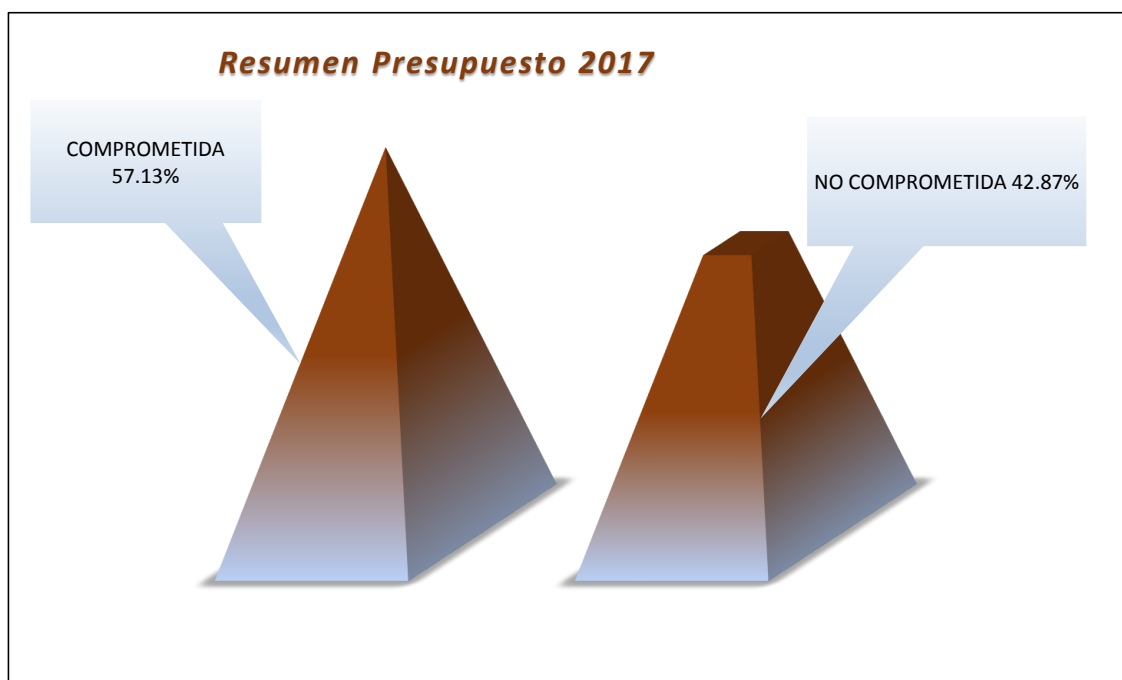 Resumen Presupuesto 2017
COMPROMETIDA
57.13%
NO COMPROMETIDA 42.87%